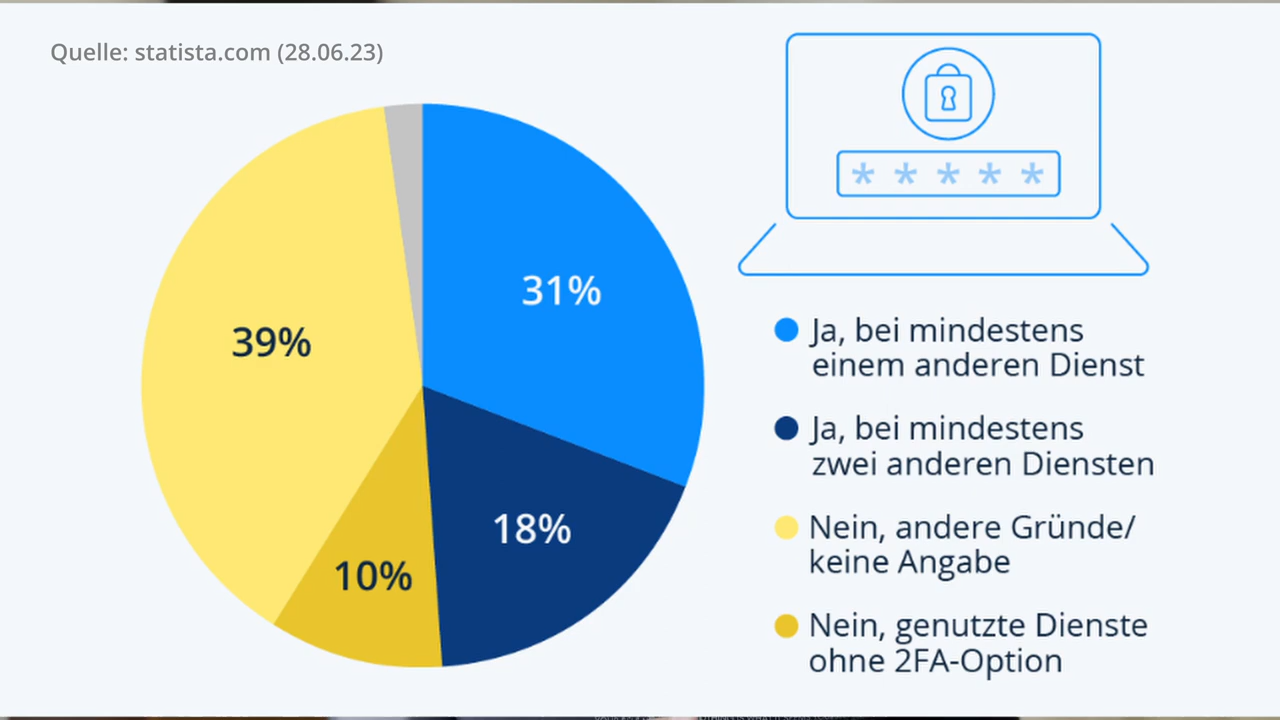 Quelle: statista.com (28.06.23)
* * * * *
31%
39%
18%
10%
Ja, bei mindestens
einem anderen Dienst
Ja, bei mindestens
zwei anderen Diensten
Nein, andere Gründe/
keine Angabe
Nein, genutzte Dienste
ohne 2FA-Option